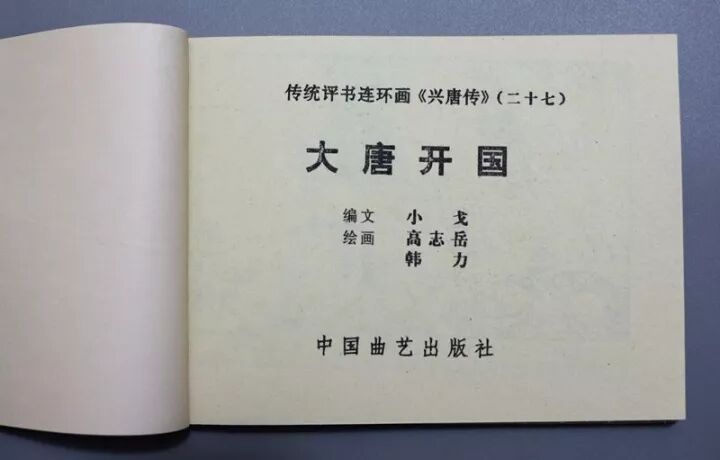 传统评书连环画《兴唐传》(二十七)
大唐开国
编文 小戈
绘画 高志岳
韩力
中国曲艺出版社